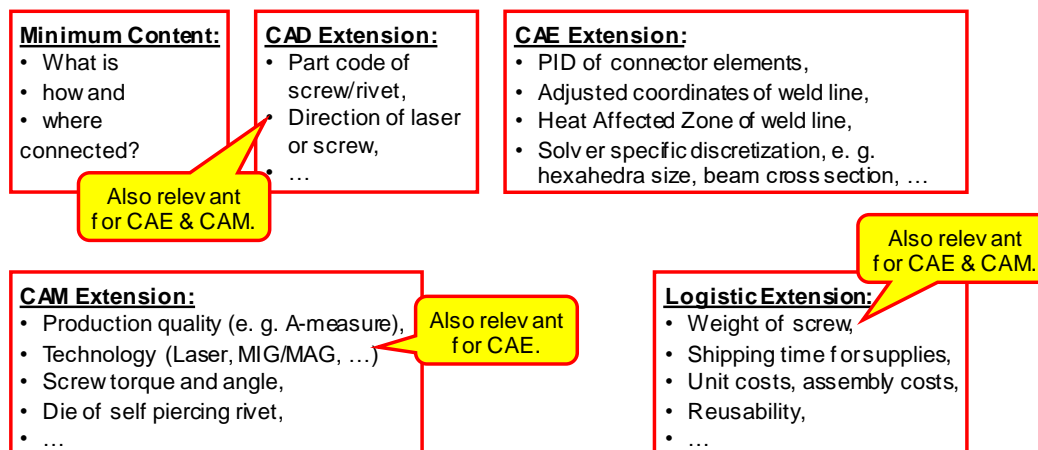 Minimum Content:
• What is
• how and
• where
connected?
CAD Extension:
• Part code of
screw/rivet,
• Direction of laser
or screw,
• …
Also relevant
for CAE & CAM.
CAE Extension:
• PID of connector elements,
• Adjusted coordinates of weld line,
• Heat Affected Zone of weld line,
• Solver specific discretization, e. g.
hexahedra size, beam cross section, …
CAM Extension:
• Production quality (e. g. A-measure),
• Technology (Laser, MIG/MAG, …)
• Screw torque and angle,
• Die of self piercing rivet,
• …
Also relevant
for CAE.
Logistic Extension:
• Weight of screw,
• Shipping time for supplies,
• Unit costs, assembly costs,
• Reusability,
• …
Also relevant
for CAE & CAM.